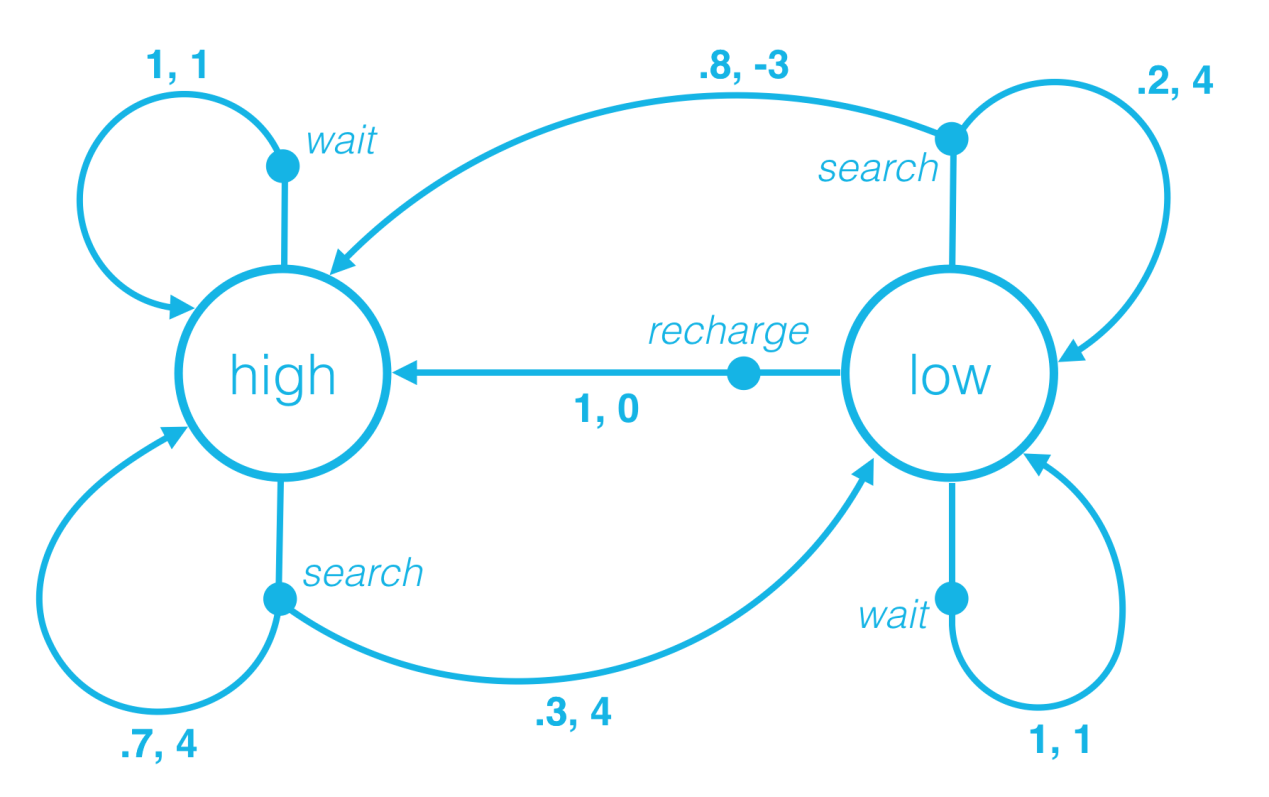 1, 1
.8, -3
.2, 4
wait
search
recharge
high
low
1, 0
search
wait
.3, 4
.7, 4
1, 1